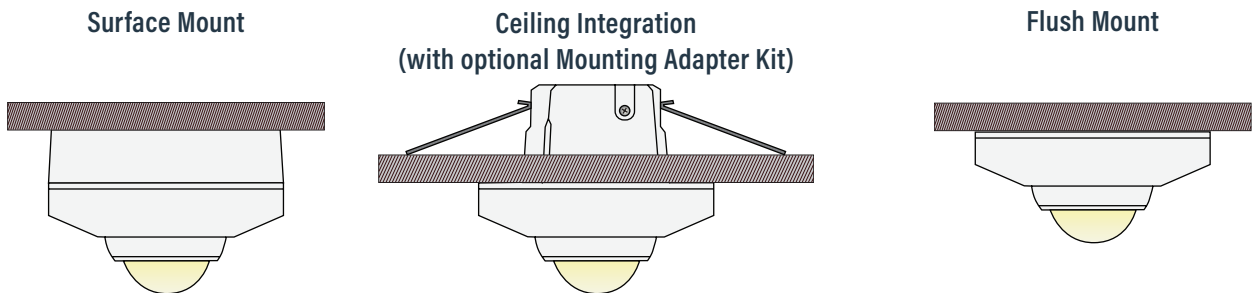 Surface Mount
Ceiling Integration
(with optional Mounting Adapter Kit)
Flush Mount